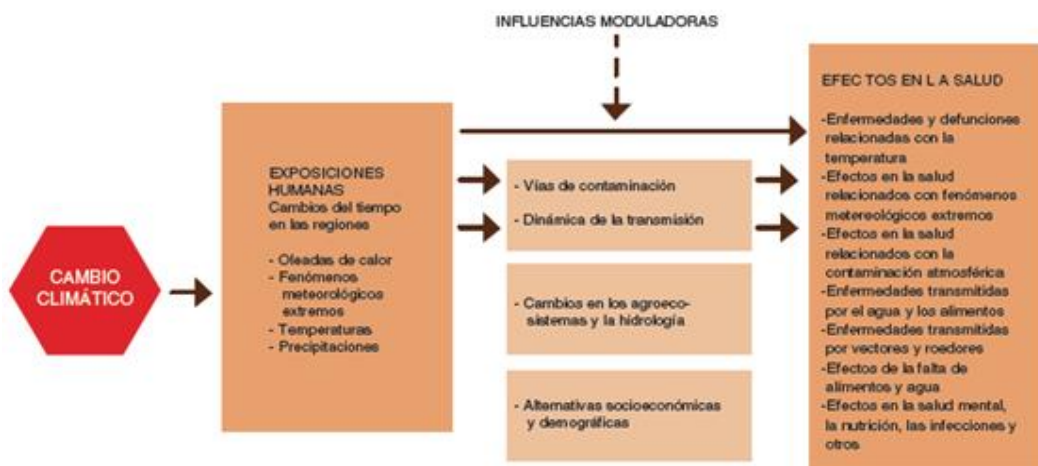 INFLUENCIAS MODULADORAS
CAMBIO
CLIMÁTICO
EXPOSICIONES
HUMANAS
Cambios del tiempo
en las regiones
- Oleadas de calor
- Fenómenos
meteorológicos
extremos
- Temperaturas
- Precipitaciones
- Vías de contaminación
- Dinámica de la transmisión
- Cambios en los agroeco-
sistemas y la hidrología
- Alternativas socioeconómicas
y demográficas
EFECTOS EN L A SALUD
-Enfermedades y defunciones
relacionadas con la
temperatura
-Efectos en la salud
relacionados con fenómenos
metereológicos extremos
-Efectos en la salud
relacionados con la
contaminación atmosférica
-Enfermedades transmitidas
por el agua y los alimentos
-Enfermedades transmitidas
por vectores y roedores
-Efectos de la falta de
alimentos y agua
-Efectos en la salud mental,
la nutrición, las infecciones y
otros